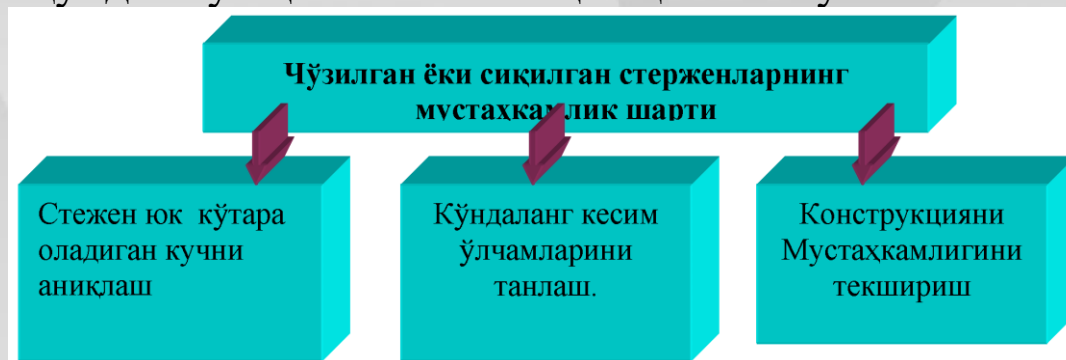 Чўзилган ёки сиқилган стерженларнинг
мустаҳкамлик шарти
Стежен юк кўтара
оладиган кучни
аниқлаш
Кўндаланг кесим
ўлчамларини
танлаш.
Конструкцияни
Мустаҳкамлигини
текшириш